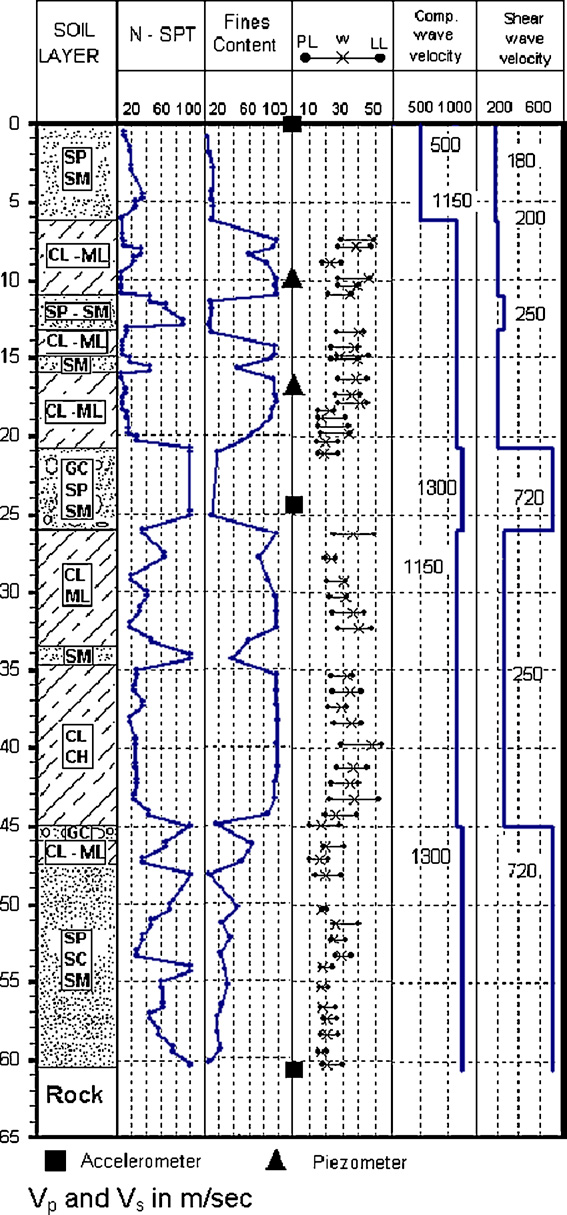 SOIL LAYER
N - SPT
Fines Content
PL w LL
Comp. wave velocity
Shear wave velocity
20 60 100 20 60 100 10 30 50 500 1000 200 600
0
SP SM
500
180
5
1150
200
CL - ML
10
SP - SM
250
CL - ML
15
SM
CL - ML
20
GC SP SM
1300
720
25
CL ML
1150
30
SM
35
250
CL CH
40
45
GC
CL - ML
1300
720
50
SP SC SM
55
60
Rock
65
Accelerometer Piezometer
Vp and Vs in m/sec